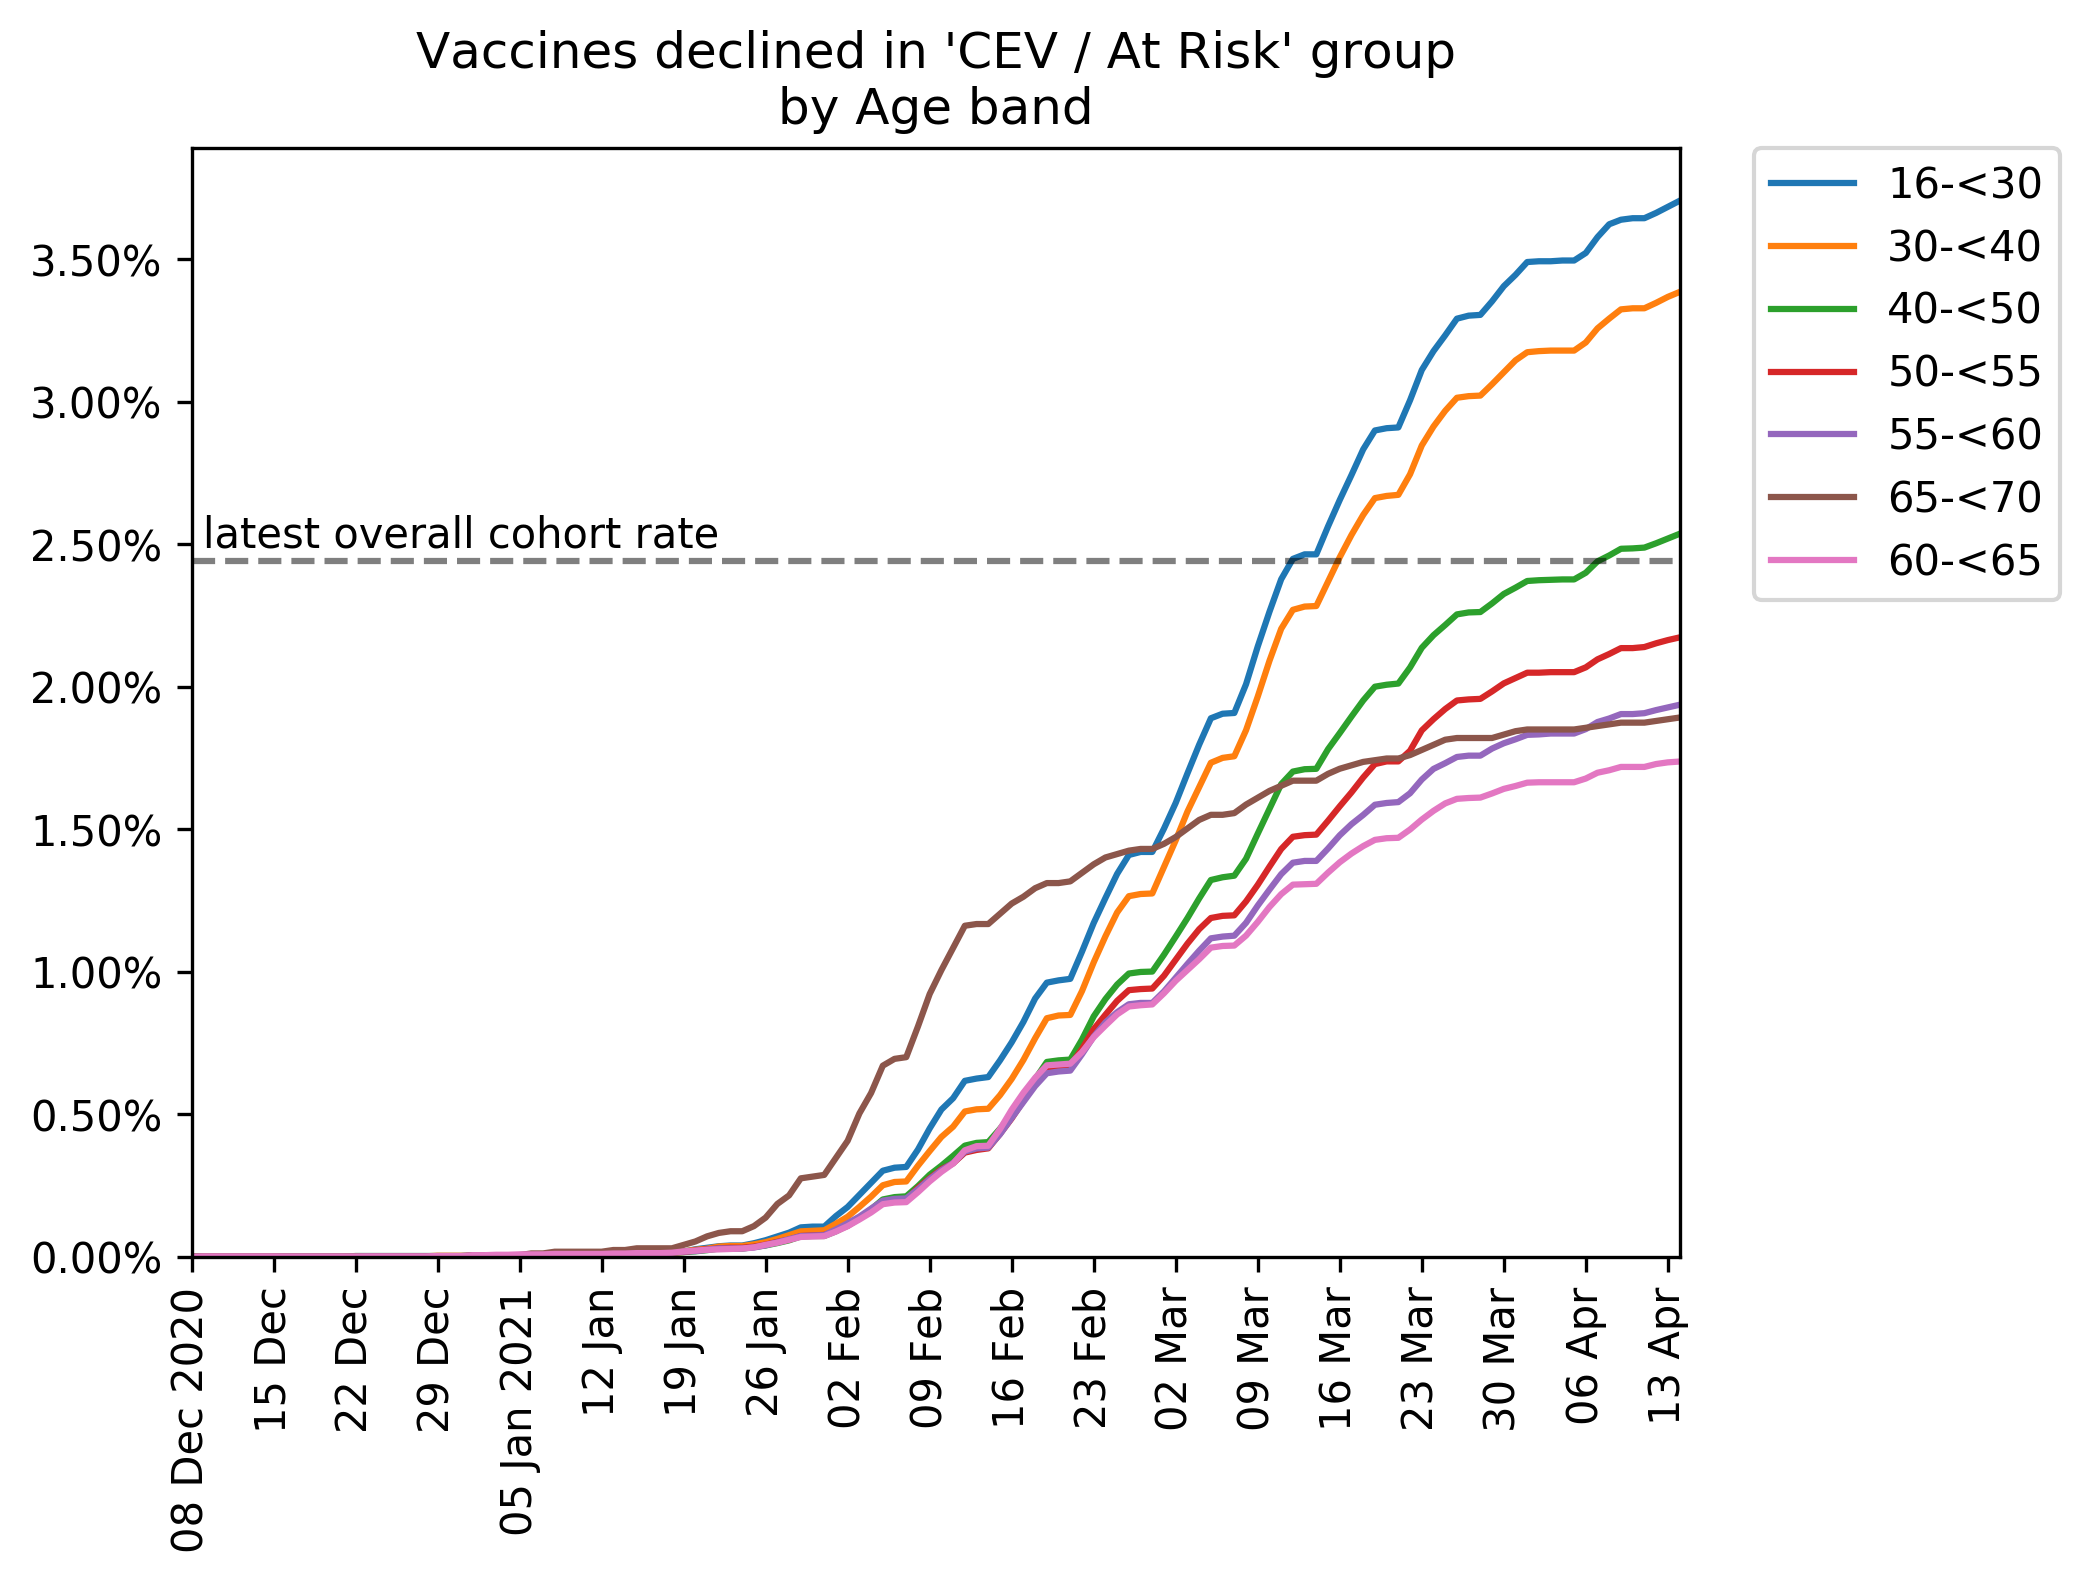 Vaccines declined in 'CEV / At Risk' group
by Age band
3.50%
3.00%
2.50%
2.00%
1.50%
1.00%
0.50%
0.00%
latest overall cohort rate
08 Dec 2020
15 Dec
22 Dec
29 Dec
05 Jan 2021
12 Jan
19 Jan
26 Jan
02 Feb
09 Feb
16 Feb
23 Feb
02 Mar
09 Mar
16 Mar
23 Mar
30 Mar
06 Apr
13 Apr
16-<30
30-<40
40-<50
50-<55
55-<60
65-<70
60-<65